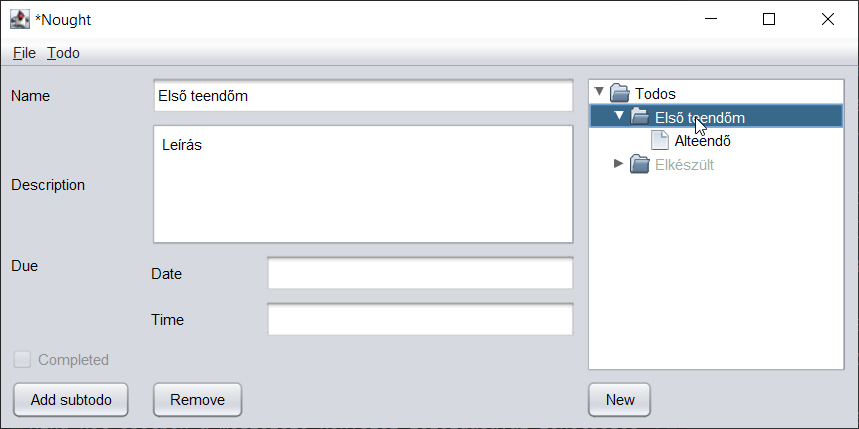 *Nought
File Todo
Name
Első teendőm
Description
Leírás
Due
Date
Time
Completed
Add subtodo
Remove
Todos
Első teendőm
Alteendő
Elkészült
New